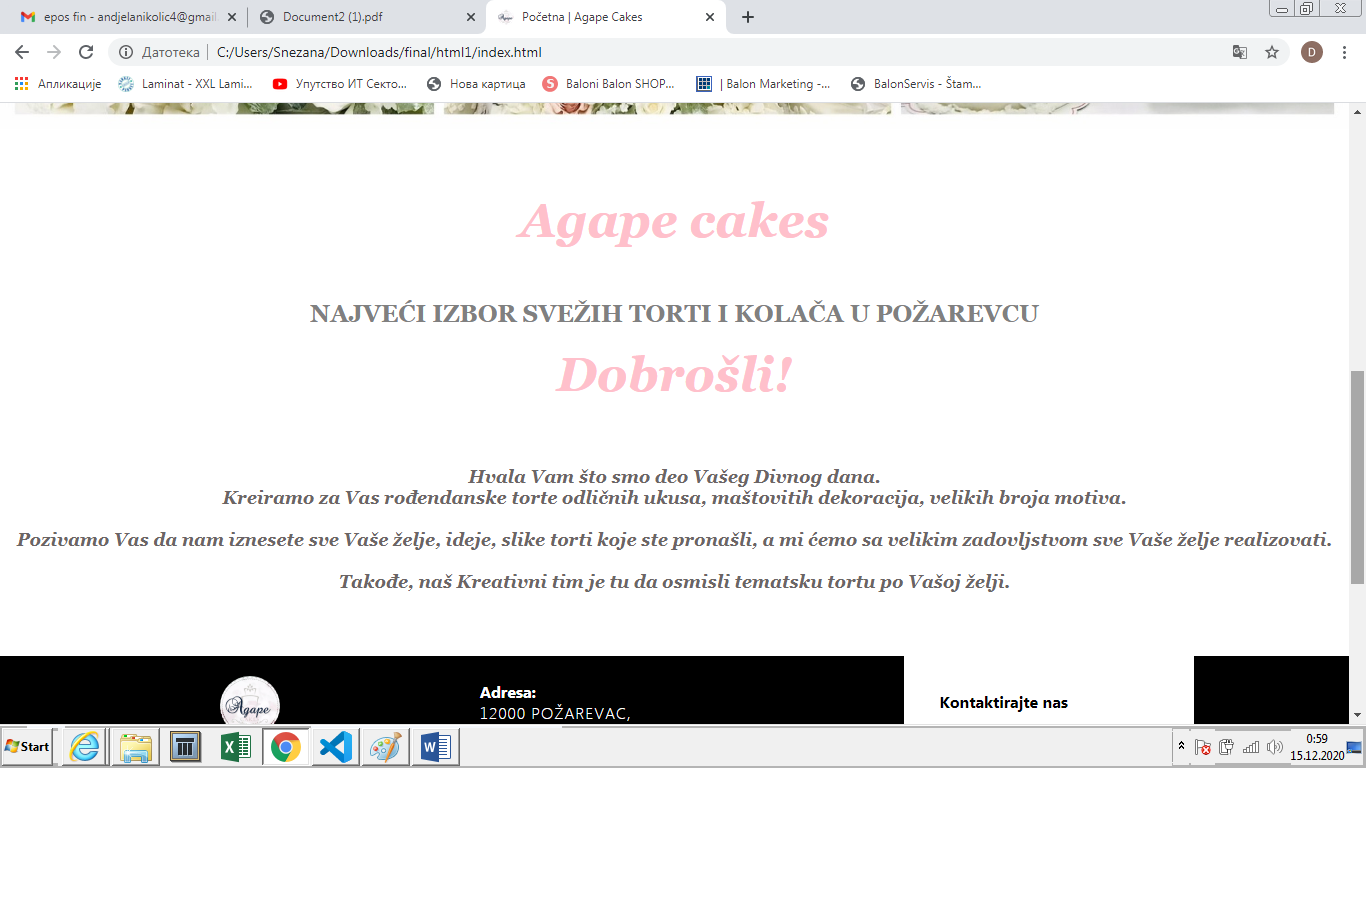 epos fin - andjelanikolic4@gmai
Document2 (1).pdf
Početna | Agape Cakes
Датотека
C:/Users/Snezana/Downloads/final/html1/index.html
D
Апликације
Laminat - XXL Lami...
Упутство ИТ Секто...
Нова картица
Baloni Balon SHOP...
| Balon Marketing -...
BalonServis - Štam...
Agape cakes
NAJVEĆI IZBOR SVEŽIH TORTI I KOLAČA U POŽAREVCU
Dobrošli!
Hvala Vam što smo deo Vašeg Divnog dana.
Kreiramo za Vas rođendanske torte odličnih ukusa, maštovitih dekoracija, velikih broja motiva.
Pozivamo Vas da nam iznesete sve Vaše želje, ideje, slike torti koje ste pronašli, a mi ćemo sa velikim zadovljstvom sve Vaše želje realizovati.
Takođe, naš Kreativni tim je tu da osmisli tematsku tortu po Vašoj želji.
Agape
Adresa:
12000 POŽAREVAC,
Kontaktirajte nas
Start
0:59
15.12.2020